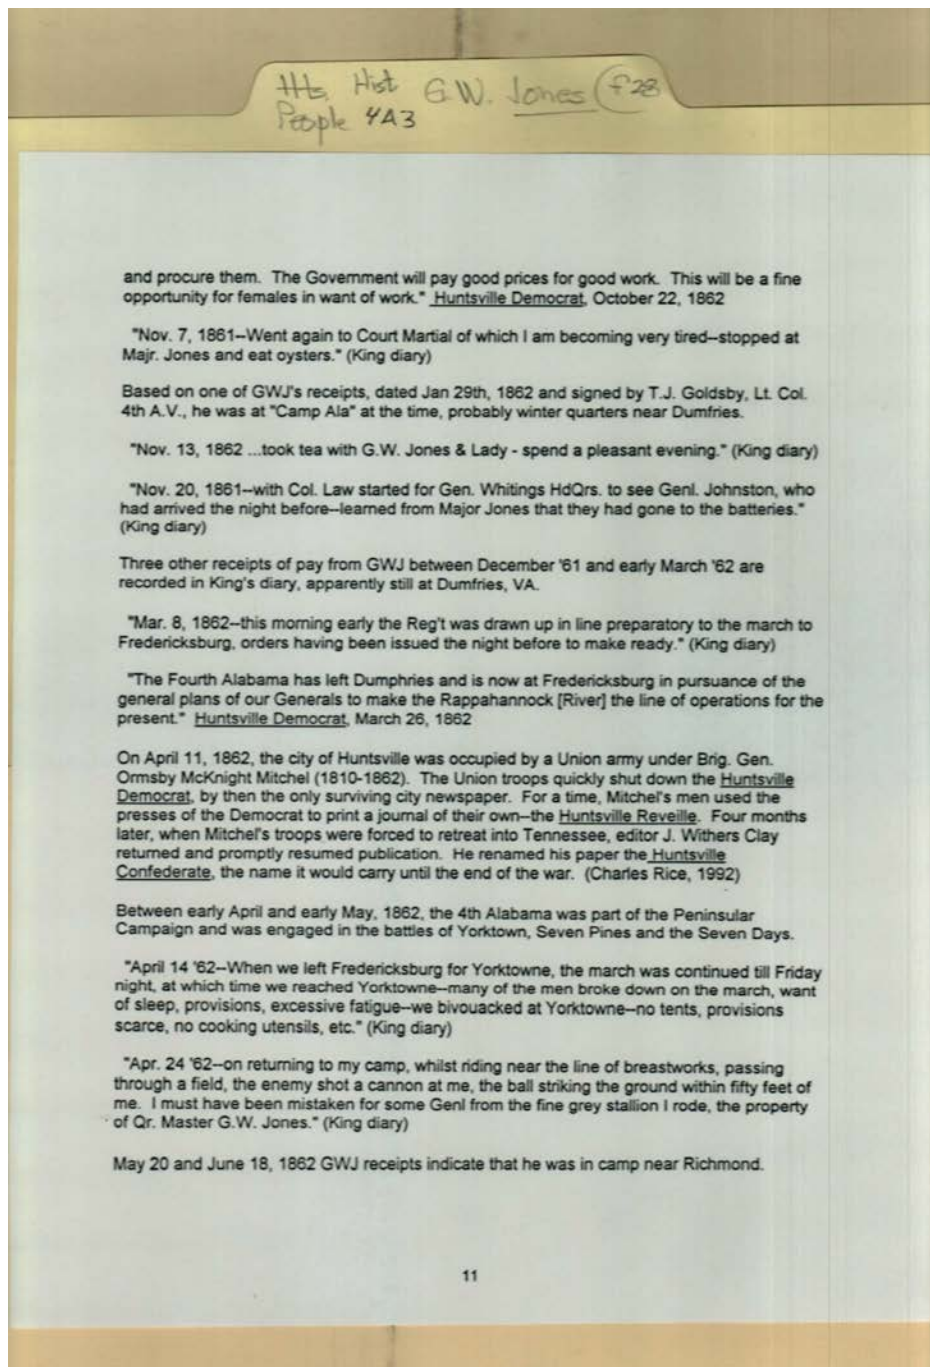 Hts. Hist G.W. Jones f28
People 4A3
and procure them. The Government will pay good prices for good work. This will be a fine
opportunity for females in want of work." Huntsville Democrat, October 22, 1862
"Nov. 7, 1861--Went again to Court Martial of which I am becoming very tired--stopped at
Majr. Jones and eat oysters." (King diary)
Based on one of GWJ's receipts, dated Jan 29th, 1862 and signed by T.J. Goldsby, Lt. Col.
4th A.V., he was at "Camp Ala" at the time, probably winter quarters near Dumfries.
"Nov. 13, 1862 ...took tea with G.W. Jones & Lady - spend a pleasant evening." (King diary)
"Nov. 20, 1861--with Col. Law started for Gen. Whitings HdQrs. to see Genl. Johnston, who
had arrived the night before--learned from Major Jones that they had gone to the batteries."
(King diary)
Three other receipts of pay from GWJ between December '61 and early March '62 are
recorded in King's diary, apparently still at Dumfries, VA.
"Mar. 8, 1862--this morning early the Reg't was drawn up in line preparatory to the march to
Fredericksburg, orders having been issued the night before to make ready." (King diary)
"The Fourth Alabama has left Dumphries and is now at Fredericksburg in pursuance of the
general plans of our Generals to make the Rappahannock [River] the line of operations for the
present." Huntsville Democrat, March 26, 1862
On April 11, 1862, the city of Huntsville was occupied by a Union army under Brig. Gen.
Ormsby McKnight Mitchel (1810-1862). The Union troops quickly shut down the Huntsville
Democrat, by then the only surviving city newspaper. For a time, Mitchel's men used the
presses of the Democrat to print a journal of their own--the Huntsville Reveille. Four months
later, when Mitchel's troops were forced to retreat into Tennessee, editor J. Withers Clay
returned and promptly resumed publication. He renamed his paper the Huntsville
Confederate, the name it would carry until the end of the war. (Charles Rice, 1992)
Between early April and early May, 1862, the 4th Alabama was part of the Peninsular
Campaign and was engaged in the battles of Yorktown, Seven Pines and the Seven Days.
"April 14 '62--When we left Fredericksburg for Yorktowne, the march was continued till Friday
night, at which time we reached Yorktowne--many of the men broke down on the march, want
of sleep, provisions, excessive fatigue--we bivouacked at Yorktowne--no tents, provisions
scarce, no cooking utensils, etc." (King diary)
"Apr. 24 '62--on returning to my camp, whilst riding near the line of breastworks, passing
through a field, the enemy shot a cannon at me, the ball striking the ground within fifty feet of
me. I must have been mistaken for some Genl from the fine grey stallion I rode, the property
of Qr. Master G.W. Jones." (King diary)
May 20 and June 18, 1862 GWJ receipts indicate that he was in camp near Richmond.
11